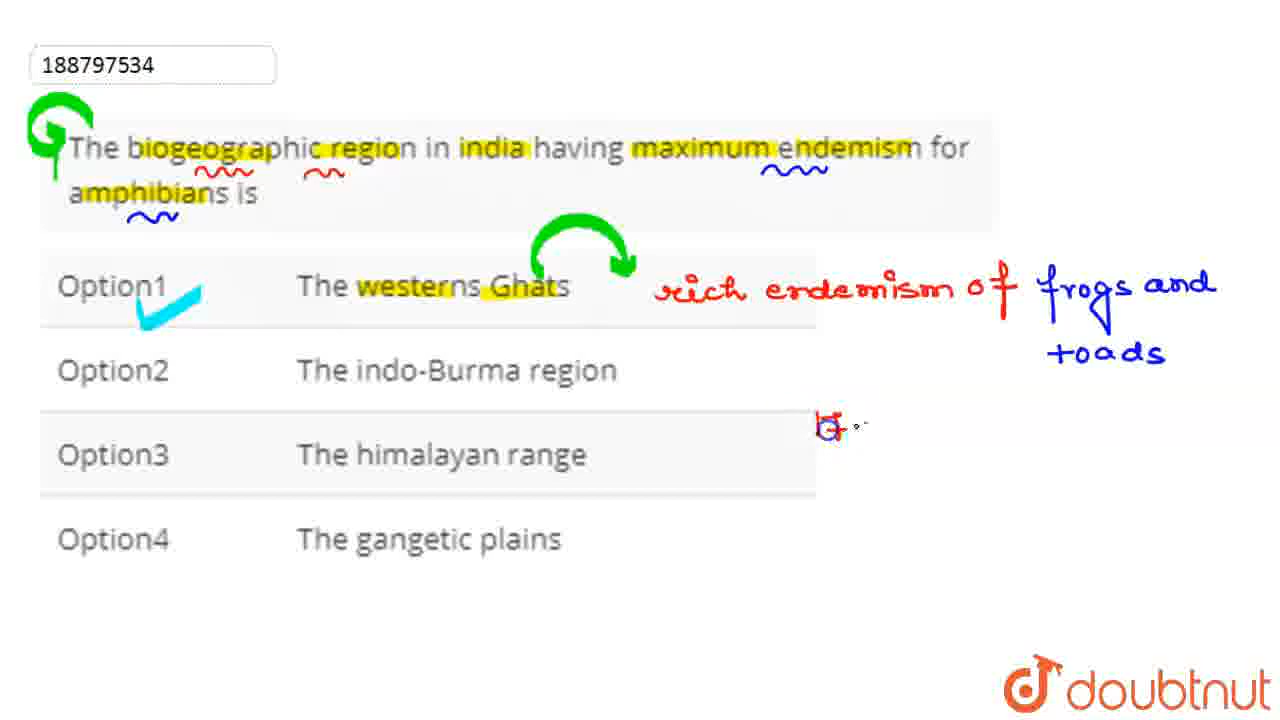 188797534
The biogeographic region in india having maximum endemism for
amphibians is
Option1 The westerns Ghats rich endemism of frogs and
toads
Option2 The indo-Burma region
Option3 The himalayan range
Option4 The gangetic plains
doubtnut